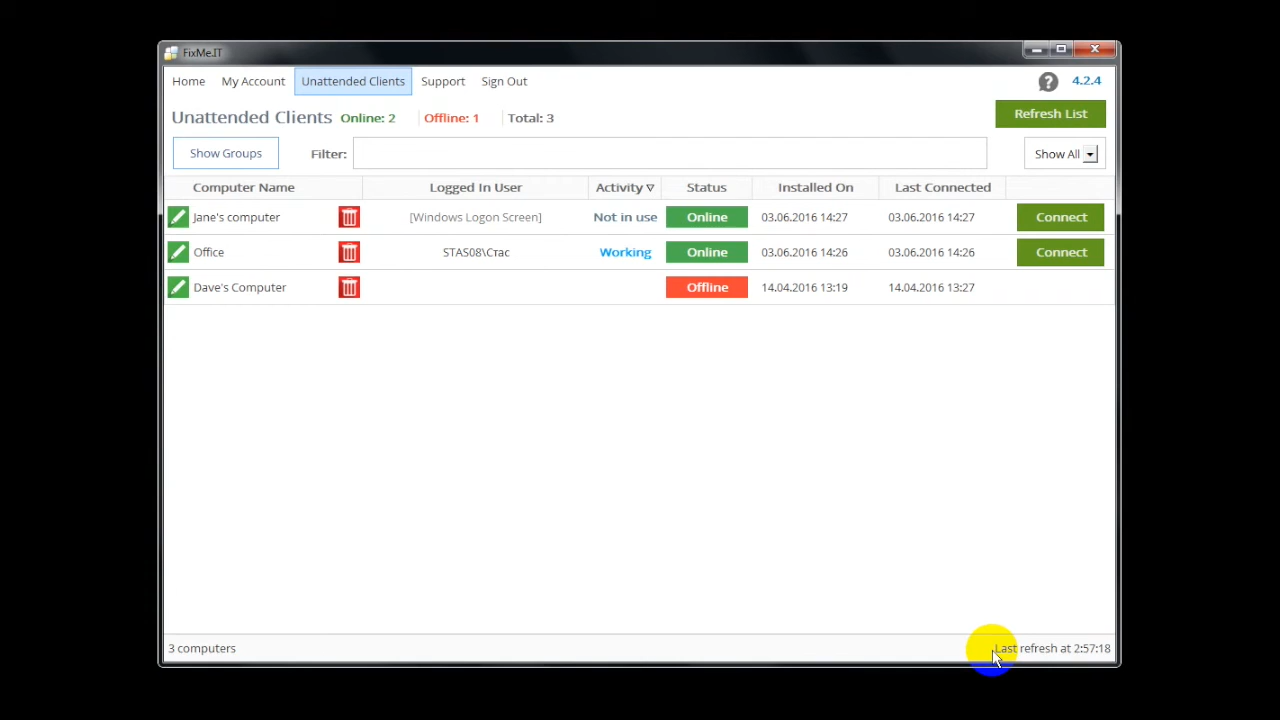 FixMe.IT
Home My Account Unattended Clients Support Sign Out 4.2.4
Unattended Clients Online: 2 Offline: 1 Total: 3 Refresh List
Show Groups Filter: Show All
Computer Name Logged In User Activity Status Installed On Last Connected
Jane's computer [Windows Logon Screen] Not in use Online 03.06.2016 14:27 03.06.2016 14:27 Connect
Office STAS08\Стас Working Online 03.06.2016 14:26 03.06.2016 14:26 Connect
Dave's Computer Offline 14.04.2016 13:19 14.04.2016 13:27
3 computers Last refresh at 2:57:18